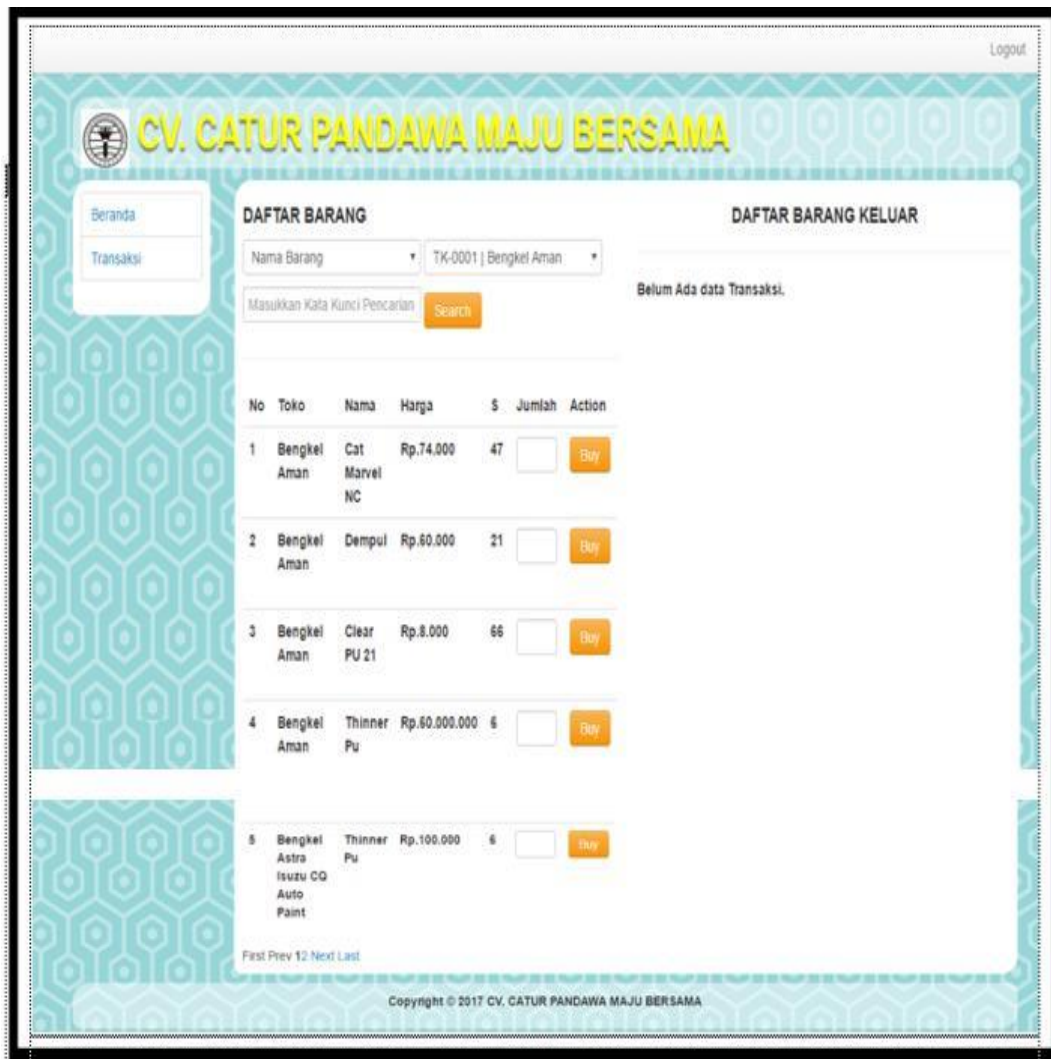 Logout
CV. CATUR PANDAWA MAJU BERSAMA
Beranda
Transaksi
DAFTAR BARANG
Nama Barang
TK-0001 | Bengkel Aman
Masukkan Kata Kunci Pencarian
Search
No Toko Nama Harga S Jumlah Action
1 Bengkel Cat Rp.74.000 47 Buy
Aman Marvel
NC
2 Bengkel Dempul Rp.60.000 21 Buy
Aman
3 Bengkel Clear Rp.8.000 66 Buy
Aman PU 21
4 Bengkel Thinner Rp.60.000.000 6 Buy
Aman Pu
5 Bengkel Thinner Rp.100.000 6 Buy
Astra Pu
Isuzu CQ
Auto
Paint
First Prev 12 Next Last
DAFTAR BARANG KELUAR
Belum Ada data Transaksi.
Copyright © 2017 CV. CATUR PANDAWA MAJU BERSAMA